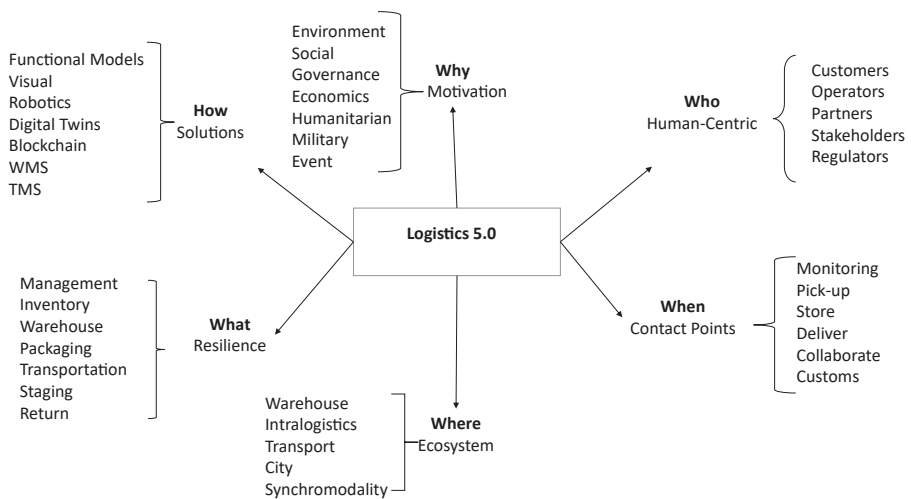 Functional Models
Visual
Robotics
Digital Twins
Blockchain
WMS
TMS
How
Solutions
Environment
Social
Governance
Economics
Humanitarian
Military
Event
Why
Motivation
Who
Human-Centric
Customers
Operators
Partners
Stakeholders
Regulators
Logistics 5.0
Management
Inventory
Warehouse
Packaging
Transportation
Staging
Return
What
Resilience
Warehouse
Intralogistics
Transport
City
Synchromodality
Where
Ecosystem
When
Contact Points
Monitoring
Pick-up
Store
Deliver
Collaborate
Customs